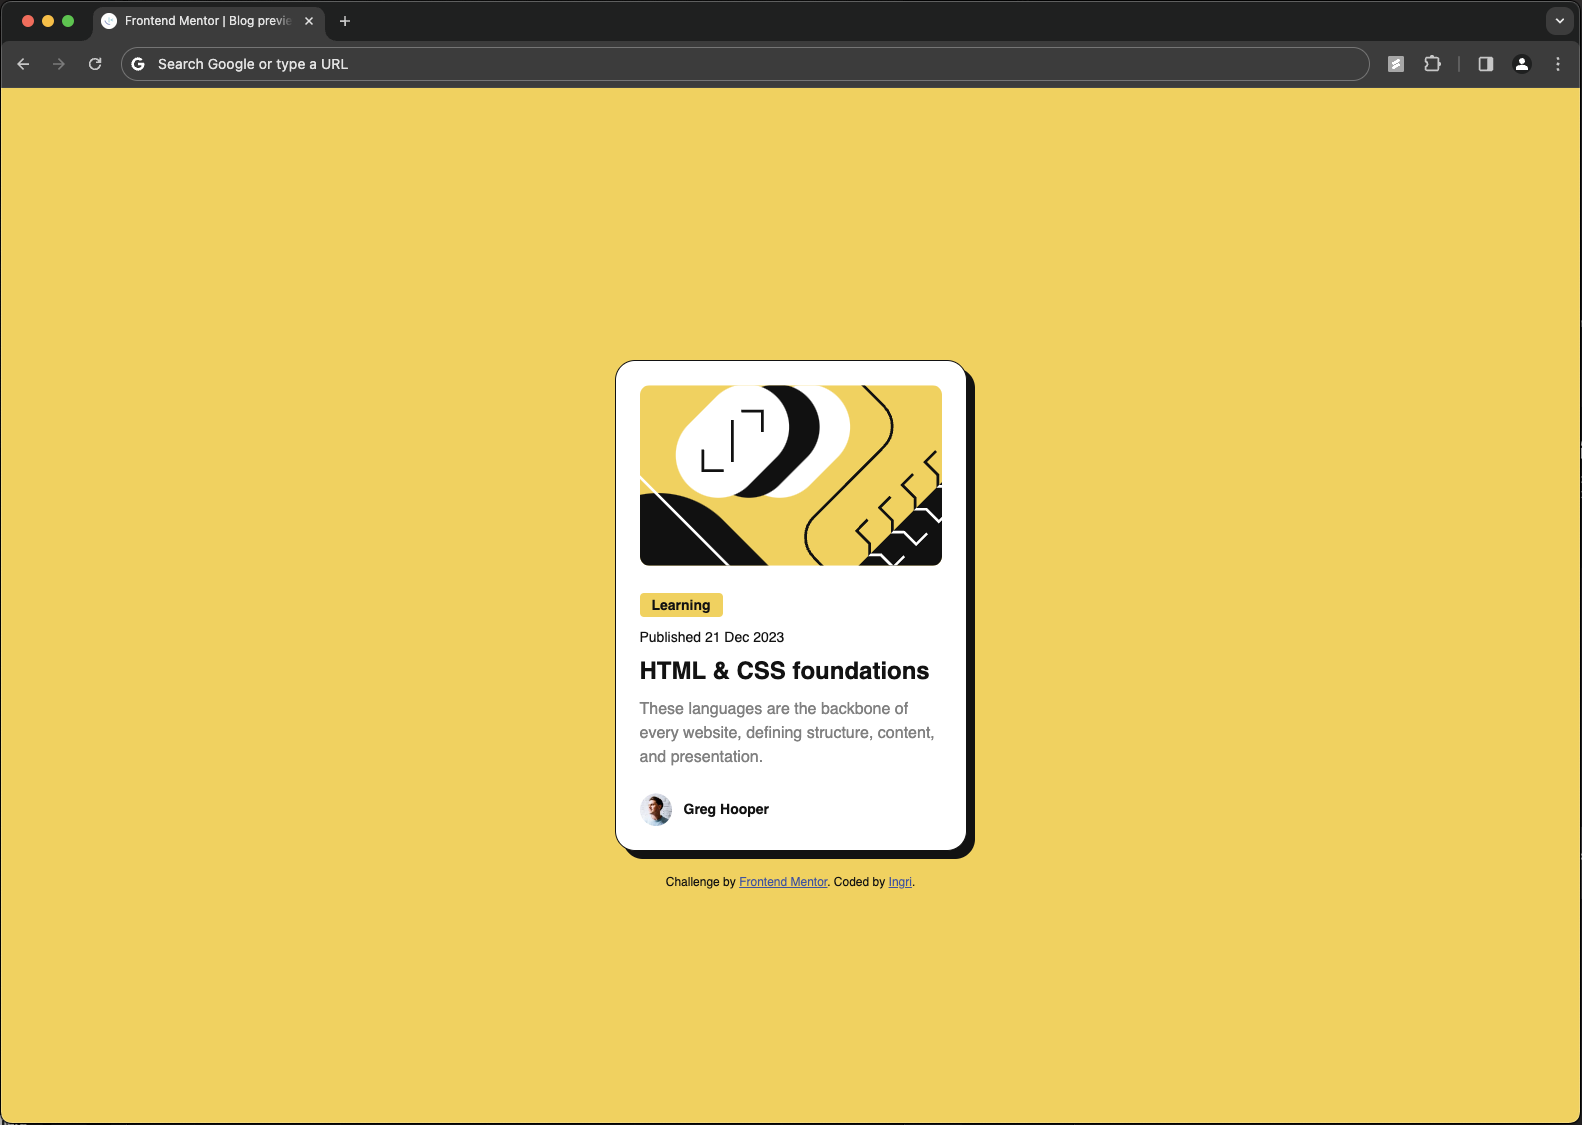 Frontend Mentor | Blog previe
Search Google or type a URL
Learning
Published 21 Dec 2023
HTML & CSS foundations
These languages are the backbone of
every website, defining structure, content,
and presentation.
Greg Hooper
Challenge by Frontend Mentor. Coded by Ingri.